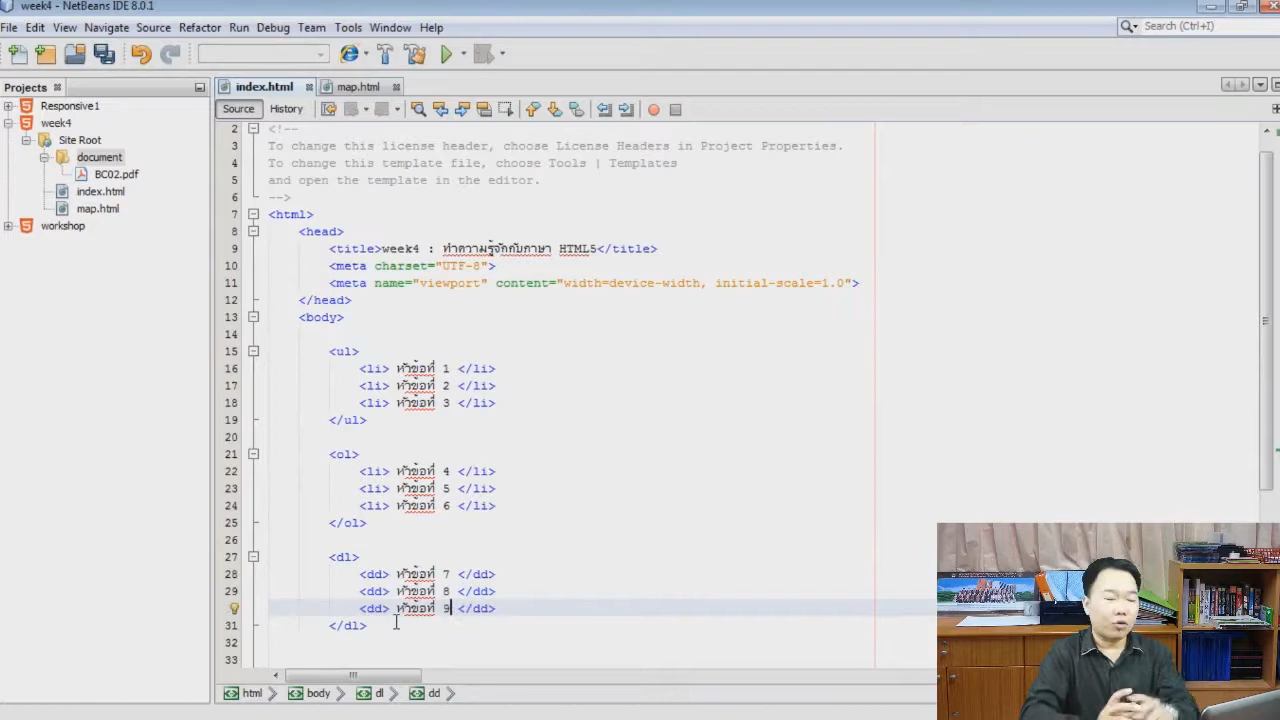 week4 - NetBeans IDE 8.0.1
File Edit View Navigate Source Refactor Run Debug Team Tools Window Help
Search (Ctrl+I)
Projects
index.html
map.html
Responsive1
week4
Site Root
document
BC02.pdf
index.html
map.html
workshop
Source
History
2 <!--
3 To change this license header, choose License Headers in Project Properties.
4 To change this template file, choose Tools | Templates
5 and open the template in the editor.
6 -->
7 <html>
8 <head>
9 <title>week4 : ทำความรู้จักกับภาษา HTML5</title>
10 <meta charset="UTF-8">
11 <meta name="viewport" content="width=device-width, initial-scale=1.0">
12 </head>
13 <body>
14
15 <ul>
16 <li> หัวข้อที่ 1 </li>
17 <li> หัวข้อที่ 2 </li>
18 <li> หัวข้อที่ 3 </li>
19 </ul>
20
21 <ol>
22 <li> หัวข้อที่ 4 </li>
23 <li> หัวข้อที่ 5 </li>
24 <li> หัวข้อที่ 6 </li>
25 </ol>
26
27 <dl>
28 <dd> หัวข้อที่ 7 </dd>
29 <dd> หัวข้อที่ 8 </dd>
<dd> หัวข้อที่ 9 </dd>
31 </dl>
32
33
html body dl dd